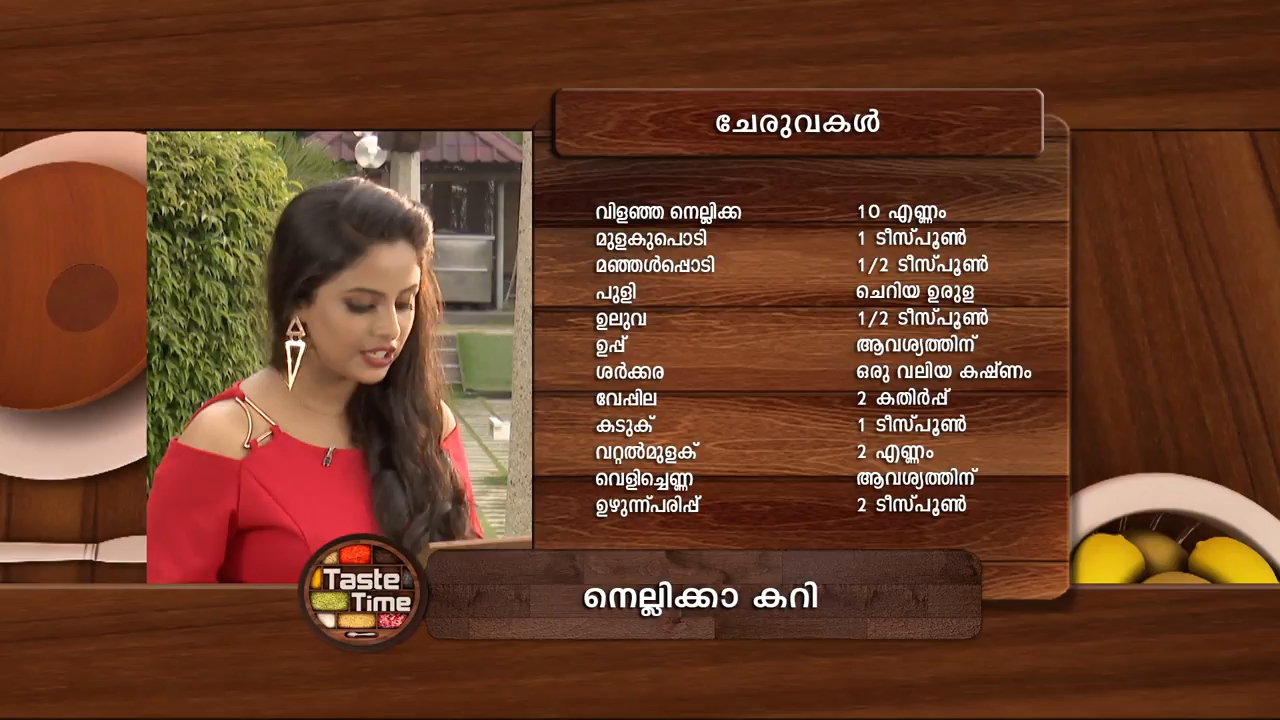 ചേരുവകൾ
വിളഞ്ഞ നെല്ലിക്ക 10 എണ്ണം
മുളകുപൊടി 1 ടീസ്പൂൺ
മഞ്ഞൾപ്പൊടി 1/2 ടീസ്പൂൺ
പുളി ചെറിയ ഉരുള
ഉലുവ 1/2 ടീസ്പൂൺ
ഉപ്പ് ആവശ്യത്തിന്
ശർക്കര ഒരു വലിയ കഷ്ണം
വേപ്പില 2 കതിർപ്പ്
കടുക് 1 ടീസ്പൂൺ
വറ്റൽമുളക് 2 എണ്ണം
വെളിച്ചെണ്ണ ആവശ്യത്തിന്
ഉഴുന്ന്പരിപ്പ് 2 ടീസ്പൂൺ
Taste
Time
നെല്ലിക്കാ കറി